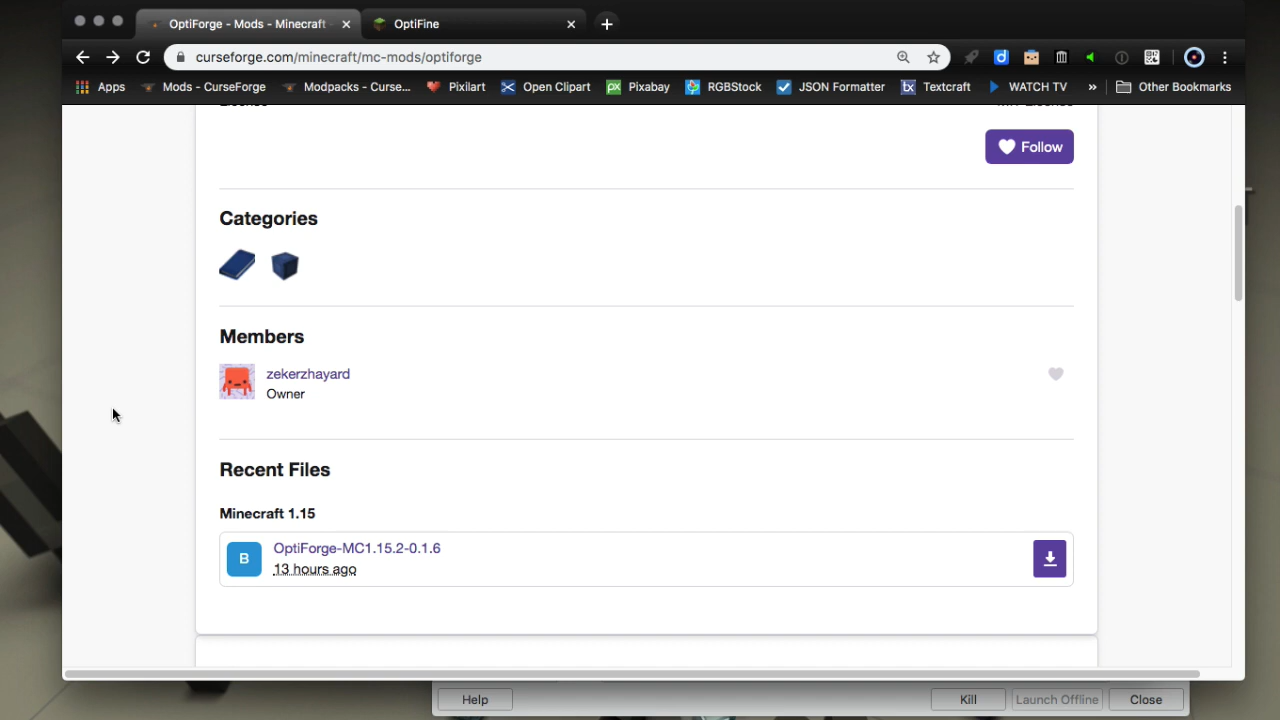 OptiForge - Mods - Minecraft
OptiFine
curseforge.com/minecraft/mc-mods/optiforge
Apps
Mods - CurseForge
Modpacks - Curse...
Pixilart
Open Clipart
px
Pixabay
RGBStock
JSON Formatter
tx
Textcraft
WATCH TV
»
Other Bookmarks
Follow
Categories
Members
zekerzhayard
Owner
Recent Files
Minecraft 1.15
B
OptiForge-MC1.15.2-0.1.6
13 hours ago
Help
Kill
Launch Offline
Close